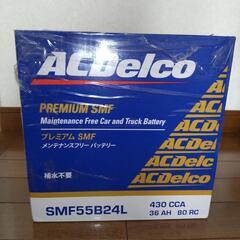 ACDelco
PREMIUM SMF
Maintenance Free Car and Truck Battery
プレミアム SMF
メンテナンスフリー バッテリー
補水不要
SMF55B24L
430 CCA
36 AH 80 RC